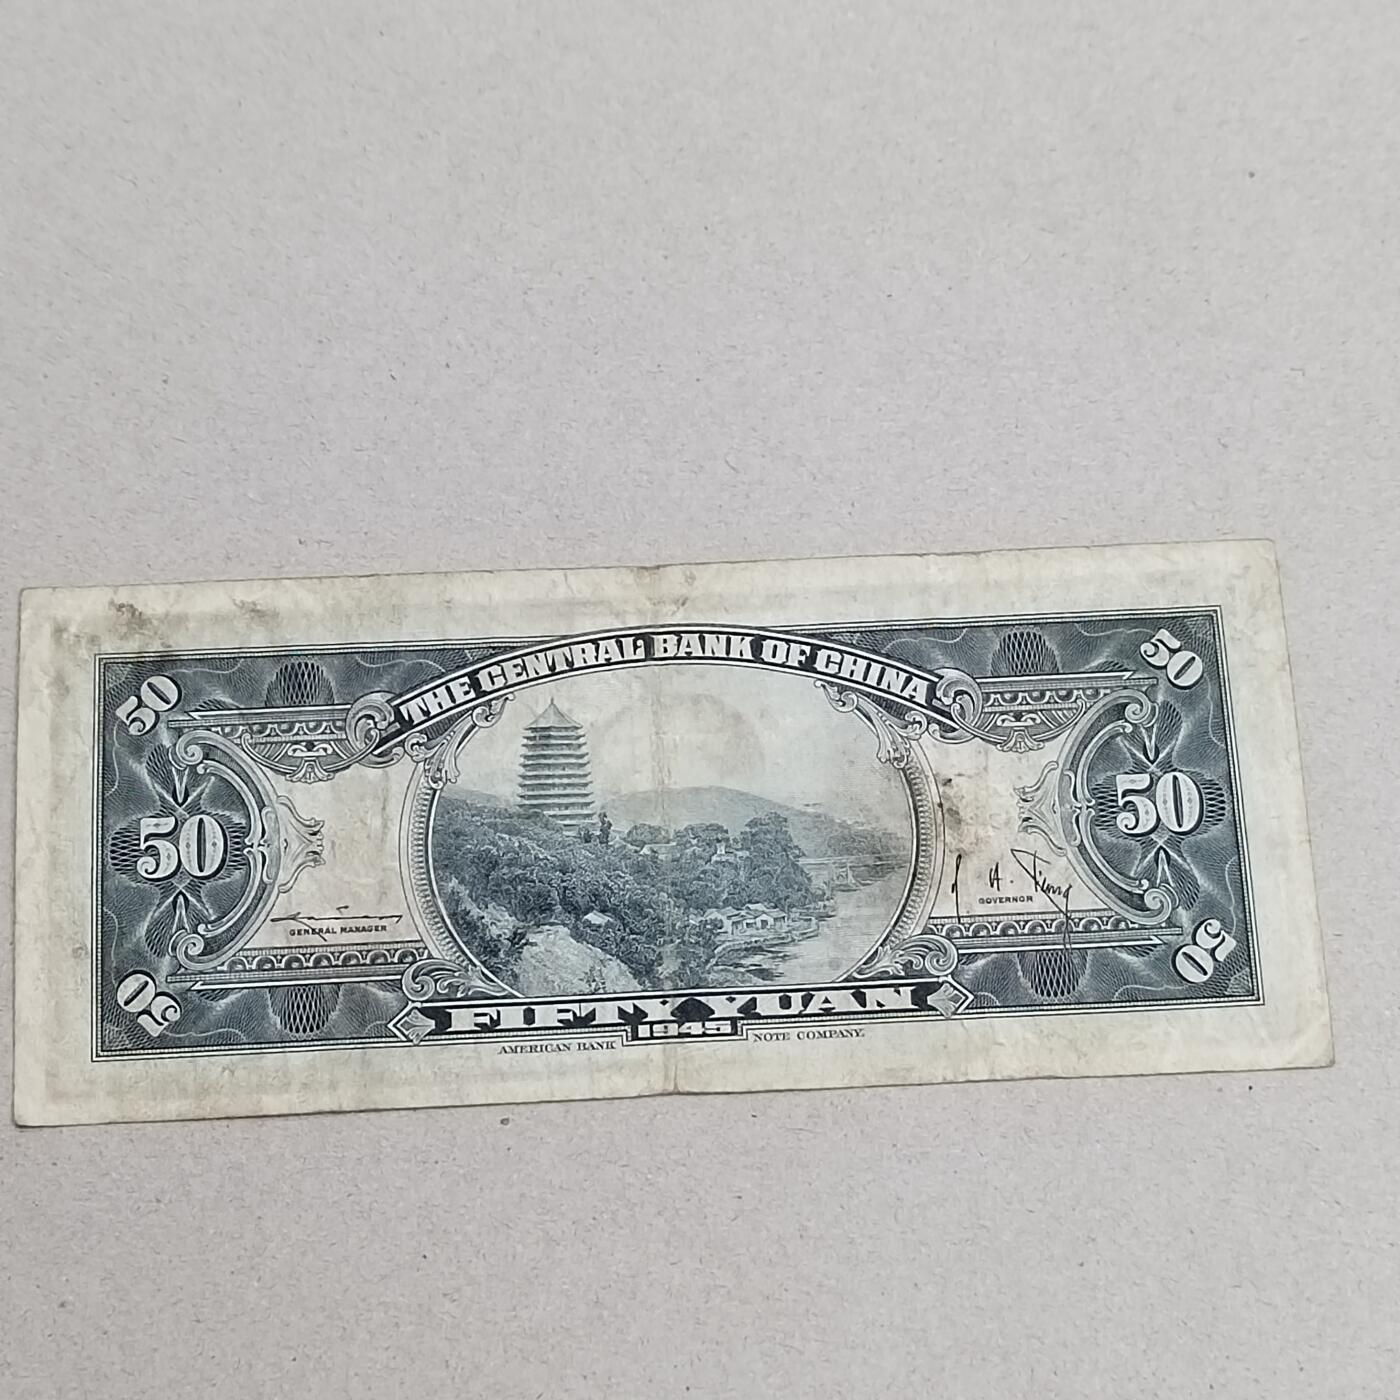 THE CENTRAL BANK OF CHINA
50
50
50
50
GENERAL MANAGER
GOVERNOR
50
50
FIFTY YUAN
1945
AMERICAN BANK NOTE COMPANY.